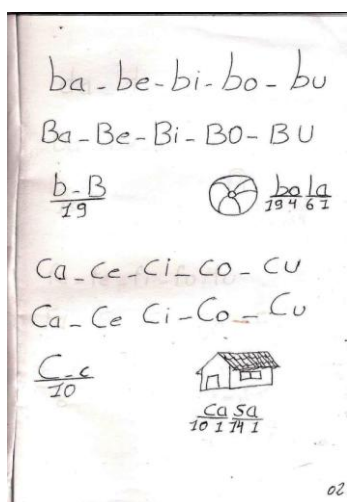 ba - be - bi - bo - bu
Ba - Be - Bi - BO - BU
b - B
19
bola
19 4 6 1
Ca - Ce - Ci - CO - CU
Ca - Ce Ci - Co - Cu
C - c
10
casa
10 1 14 1
02